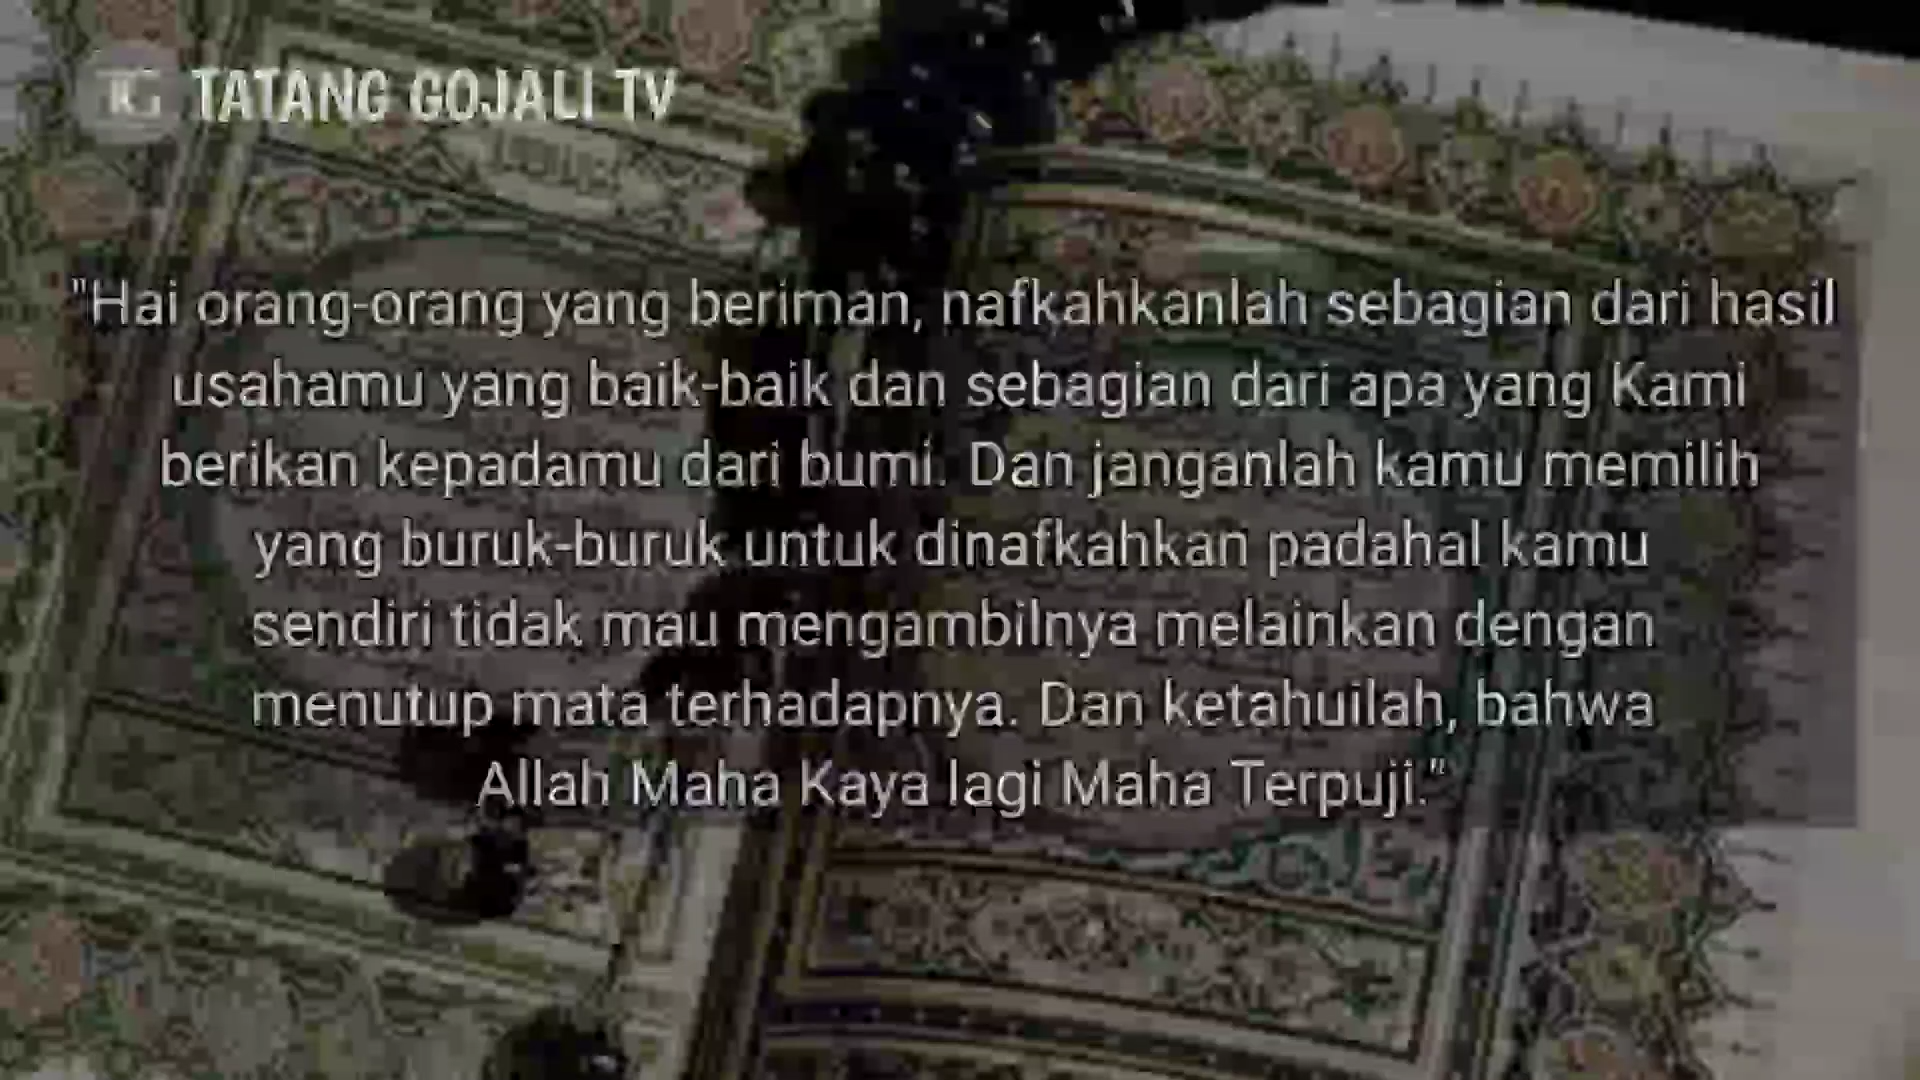 TG TATANG GOJALI TV
"Hai orang-orang yang beriman, nafkahkanlah sebagian dari hasil
usahamu yang baik-baik dan sebagian dari apa yang Kami
berikan kepadamu dari bumi. Dan janganlah kamu memilih
yang buruk-buruk untuk dinafkahkan padahal kamu
sendiri tidak mau mengambilnya melainkan dengan
menutup mata terhadapnya. Dan ketahuilah, bahwa
Allah Maha Kaya lagi Maha Terpuji."